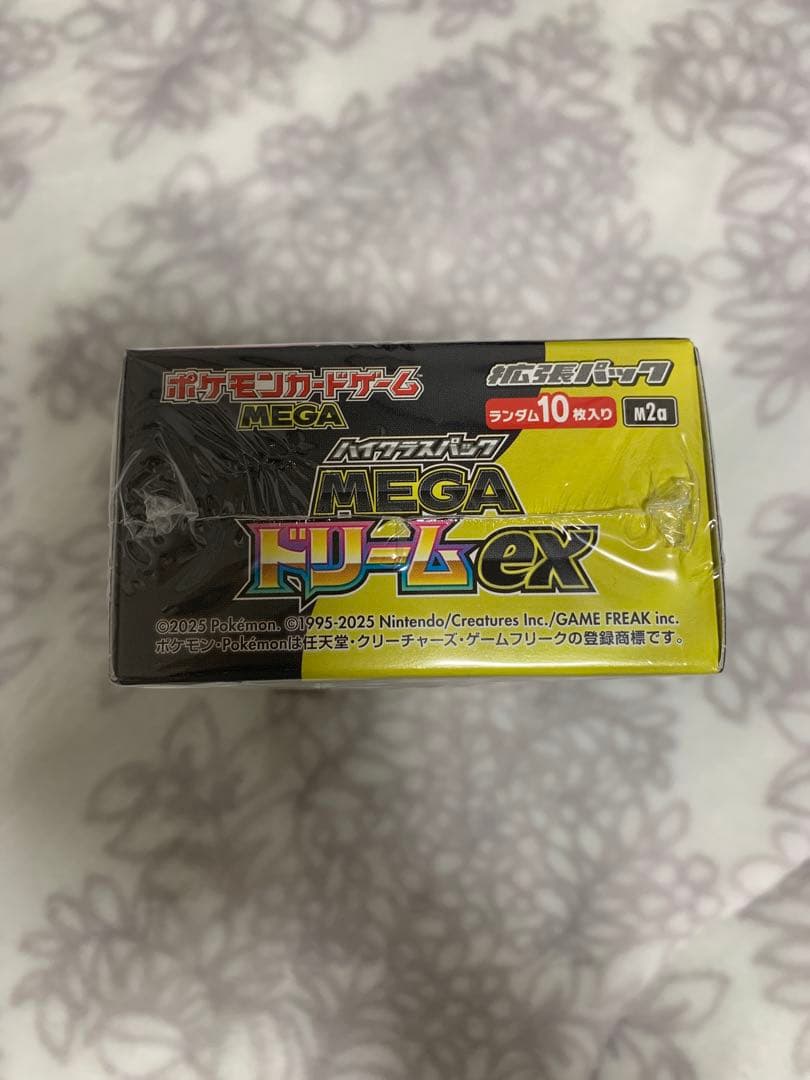 ポケモンカードゲーム
MEGA
拡張パック
ランダム10枚入り M2a
ハイクラスパック
MEGA
ドリームex
©2025 Pokémon. ©1995-2025 Nintendo/Creatures Inc./GAME FREAK inc.
ポケモン・Pokémonは任天堂・クリーチャーズ・ゲームフリークの登録商標です。